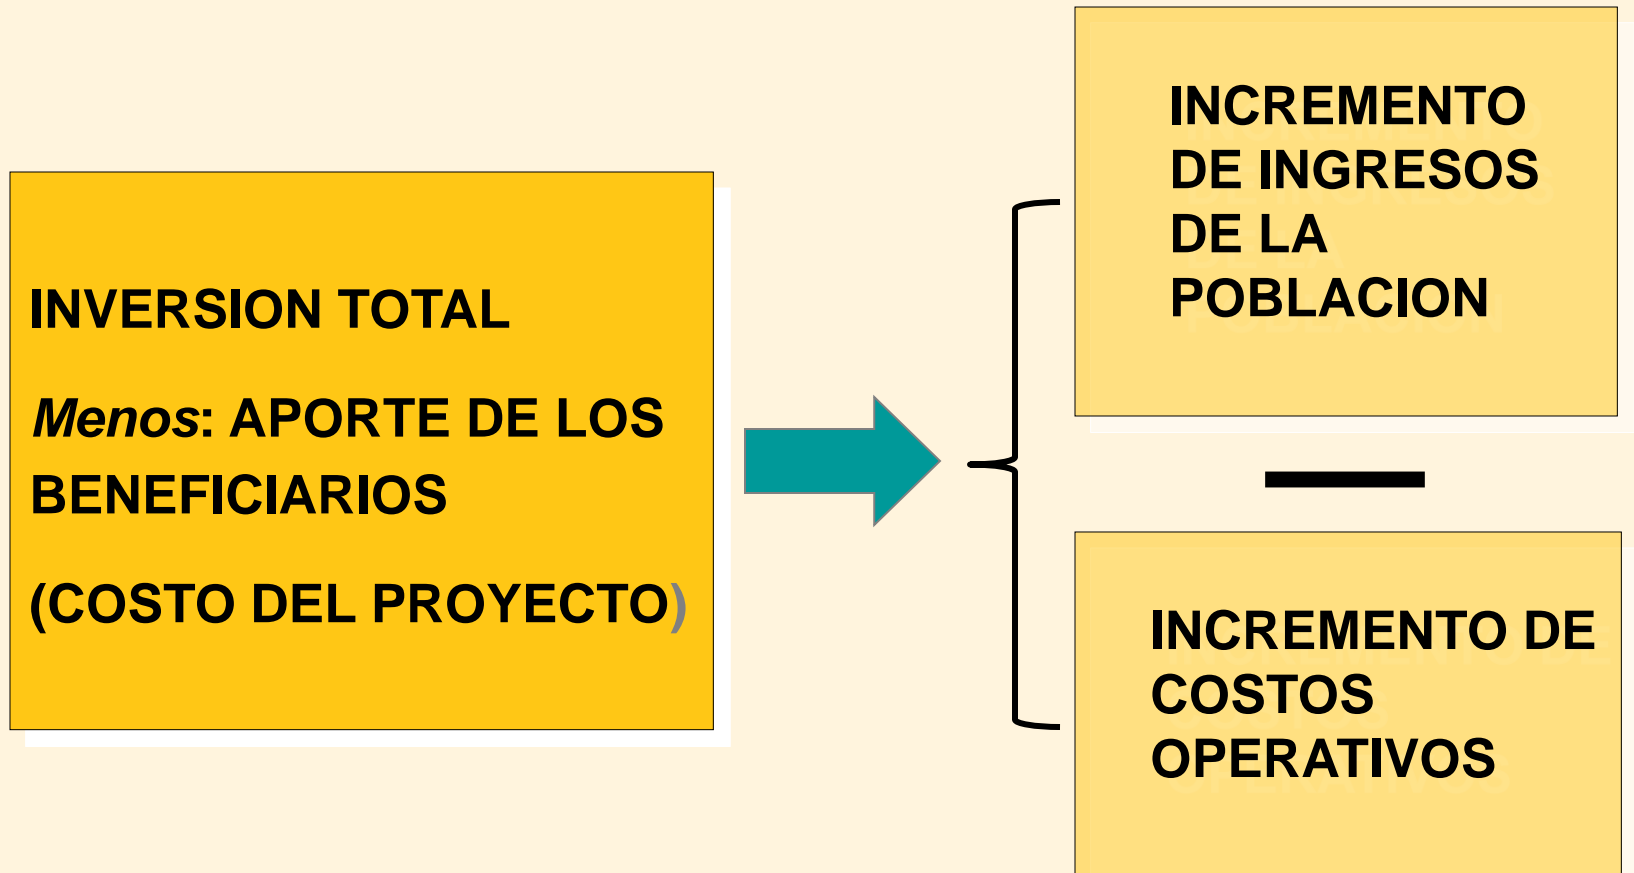 INVERSION TOTAL
Menos: APORTE DE LOS
BENEFICIARIOS
(COSTO DEL PROYECTO)
INCREMENTO
DE INGRESOS
DE LA
POBLACION
INCREMENTO DE
COSTOS
OPERATIVOS